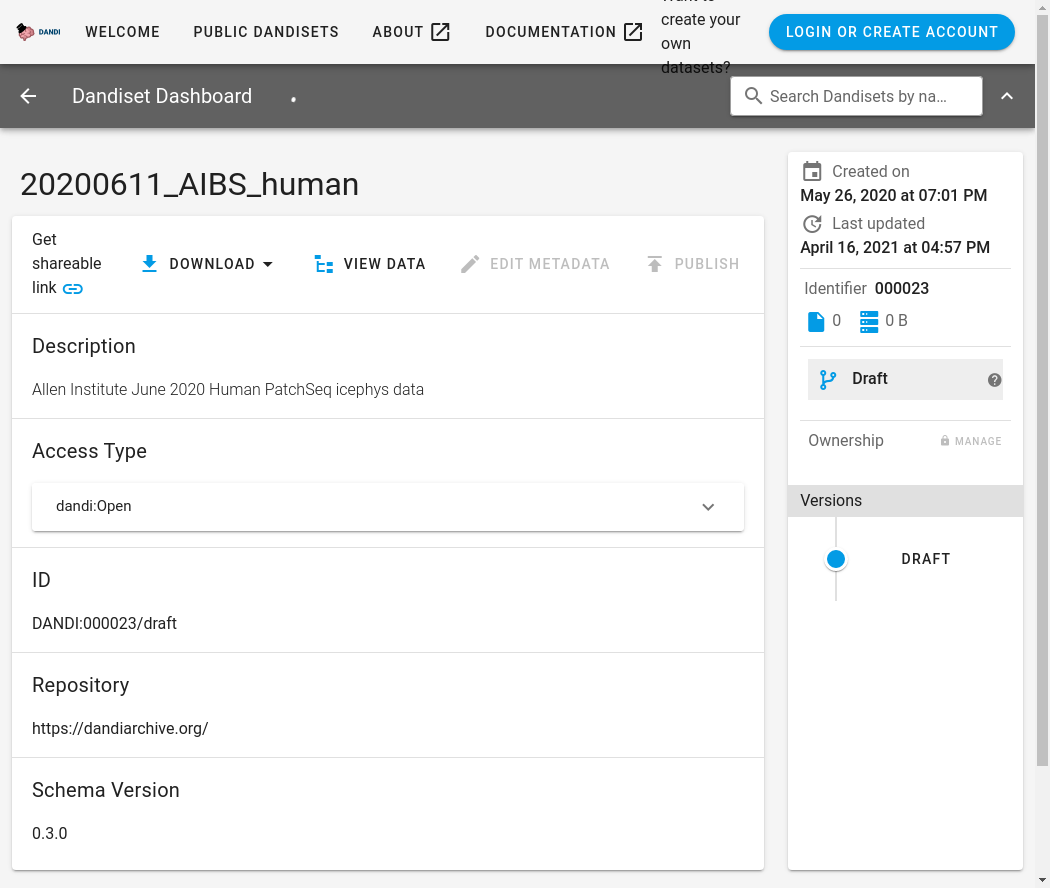 DANDI
WELCOME
PUBLIC DANDISETS
ABOUT
DOCUMENTATION
create your
own
datasets?
LOGIN OR CREATE ACCOUNT
Dandiset Dashboard
Search Dandisets by na…
20200611_AIBS_human
Get
shareable
link
DOWNLOAD
VIEW DATA
EDIT METADATA
PUBLISH
Description
Allen Institute June 2020 Human PatchSeq icephys data
Access Type
dandi:Open
ID
DANDI:000023/draft
Repository
https://dandiarchive.org/
Schema Version
0.3.0
Created on
May 26, 2020 at 07:01 PM
Last updated
April 16, 2021 at 04:57 PM
Identifier 000023
0 0 B
Draft
Ownership MANAGE
Versions
DRAFT